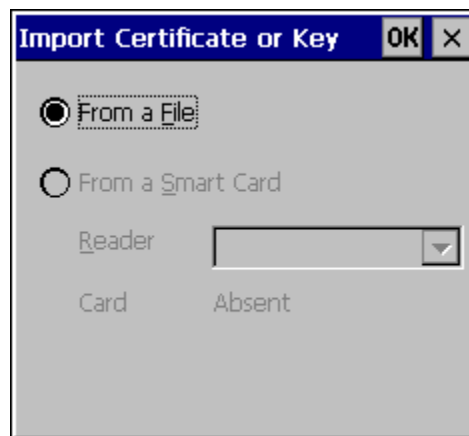 Import Certificate or Key OK ×
From a File
From a Smart Card
Reader
Card Absent